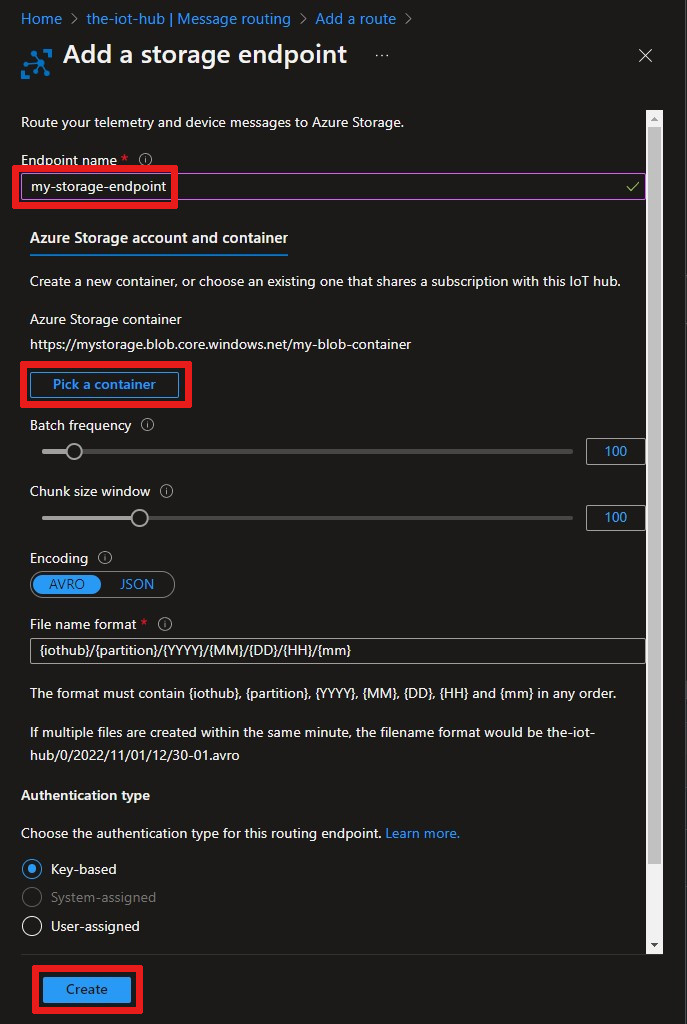 Home > the-iot-hub | Message routing > Add a route >
Add a storage endpoint ...
Route your telemetry and device messages to Azure Storage.
Endpoint name *
my-storage-endpoint
Azure Storage account and container
Create a new container, or choose an existing one that shares a subscription with this IoT hub.
Azure Storage container
https://mystorage.blob.core.windows.net/my-blob-container
Pick a container
Batch frequency
100
Chunk size window
100
Encoding
AVRO JSON
File name format *
{iothub}/{partition}/{YYYY}/{MM}/{DD}/{HH}/{mm}
The format must contain {iothub}, {partition}, {YYYY}, {MM}, {DD}, {HH} and {mm} in any order.
If multiple files are created within the same minute, the filename format would be the-iot-
hub/0/2022/11/01/12/30-01.avro
Authentication type
Choose the authentication type for this routing endpoint. Learn more.
Key-based
System-assigned
User-assigned
Create